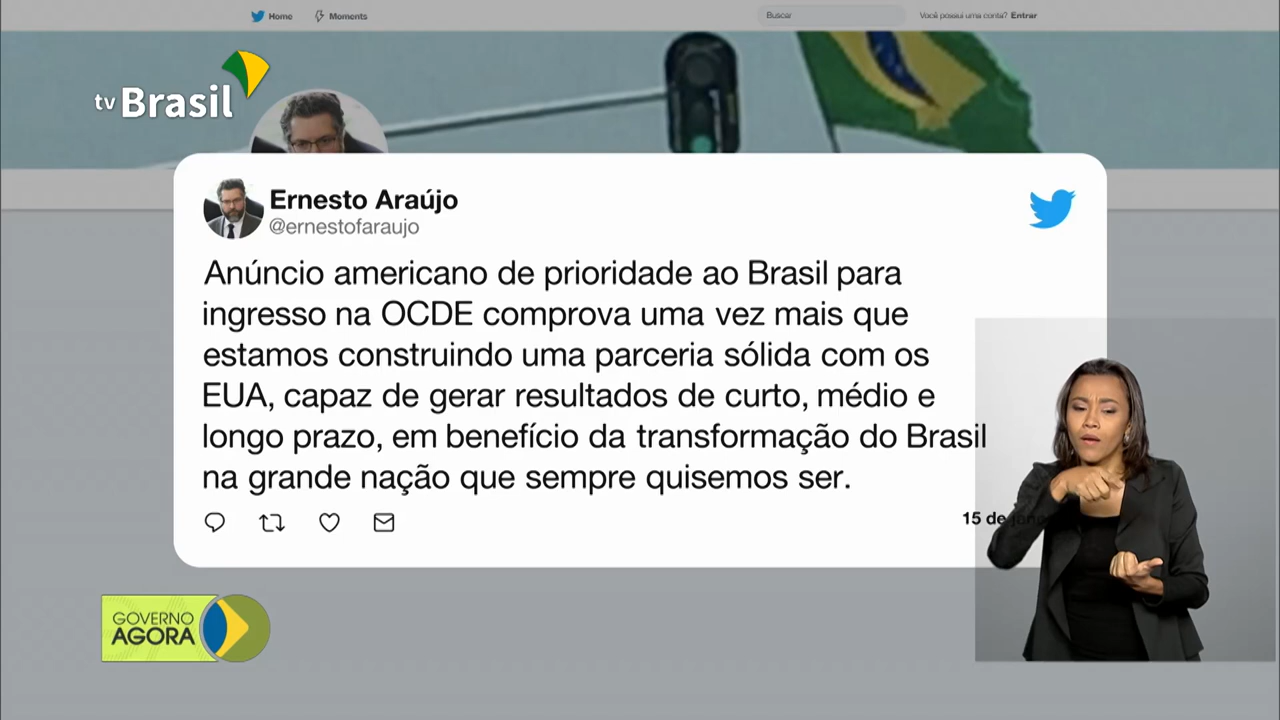 Home
Moments
Buscar
Você possui uma conta? Entrar
tv Brasil
Ernesto Araújo
@ernestofaraujo
Anúncio americano de prioridade ao Brasil para
ingresso na OCDE comprova uma vez mais que
estamos construindo uma parceria sólida com os
EUA, capaz de gerar resultados de curto, médio e
longo prazo, em benefício da transformação do Brasil
na grande nação que sempre quisemos ser.
15 de
GOVERNO
AGORA